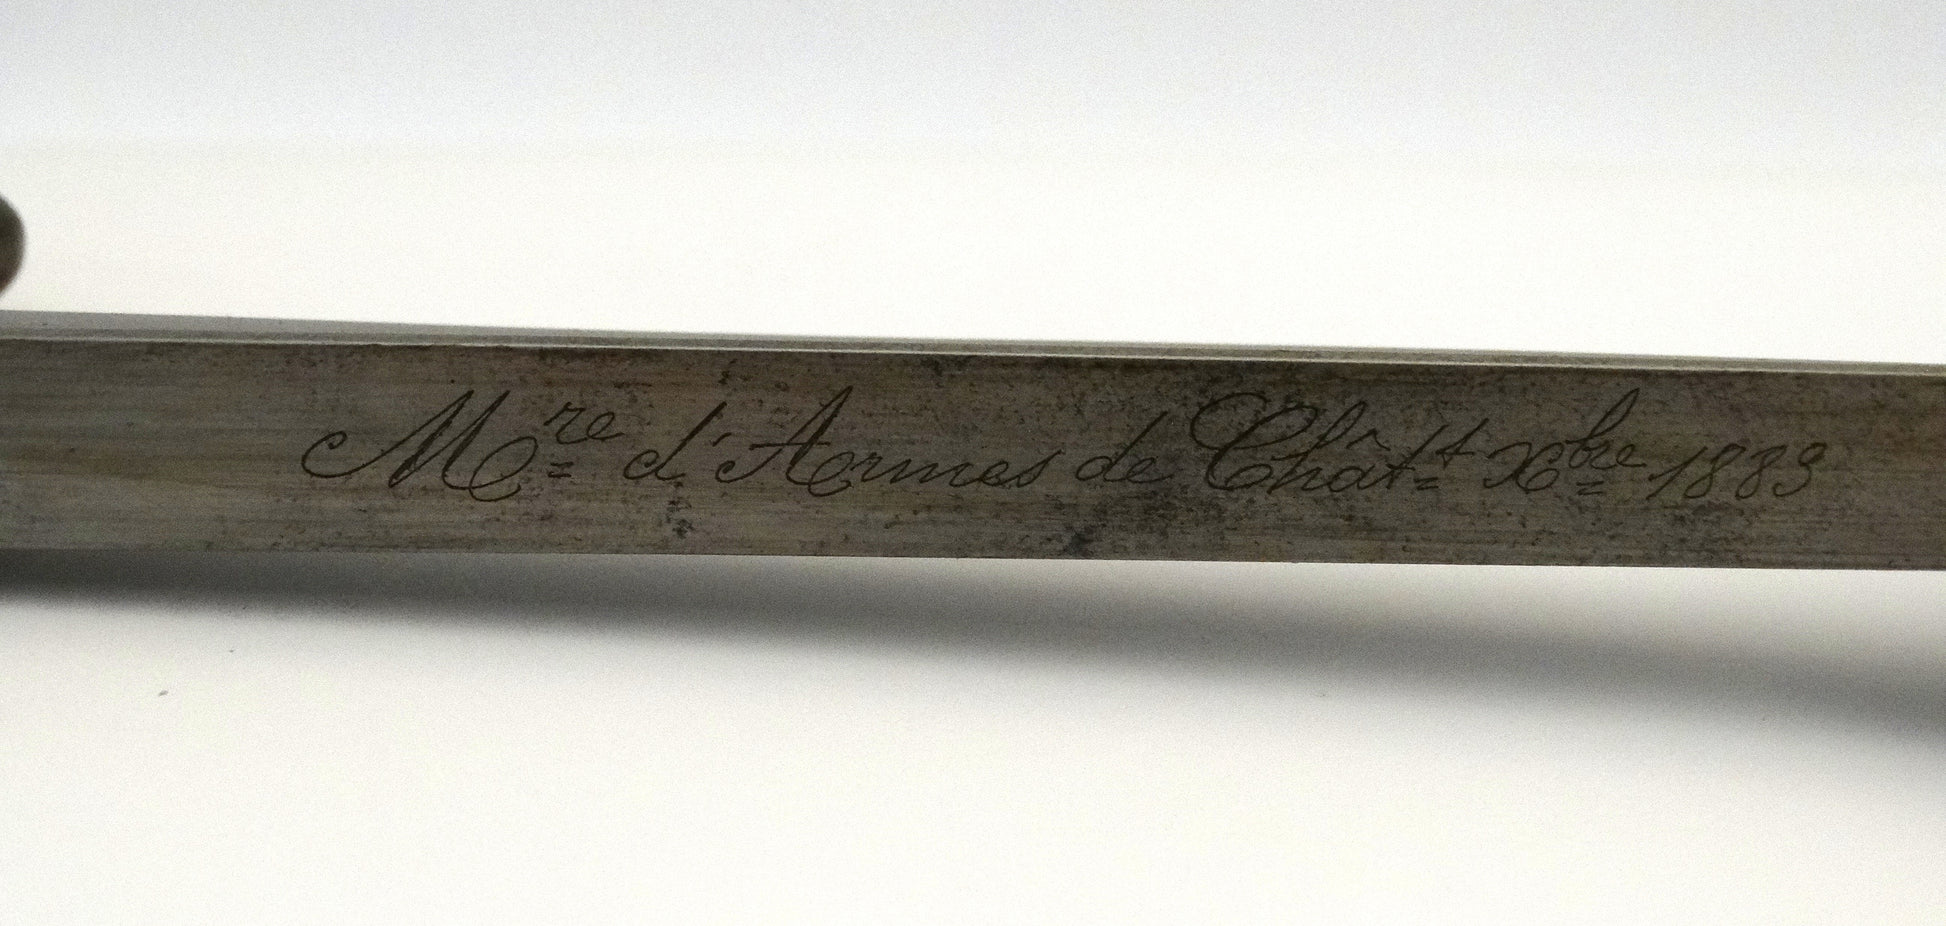 Mre d'Armes de Châtt Xbre 1883